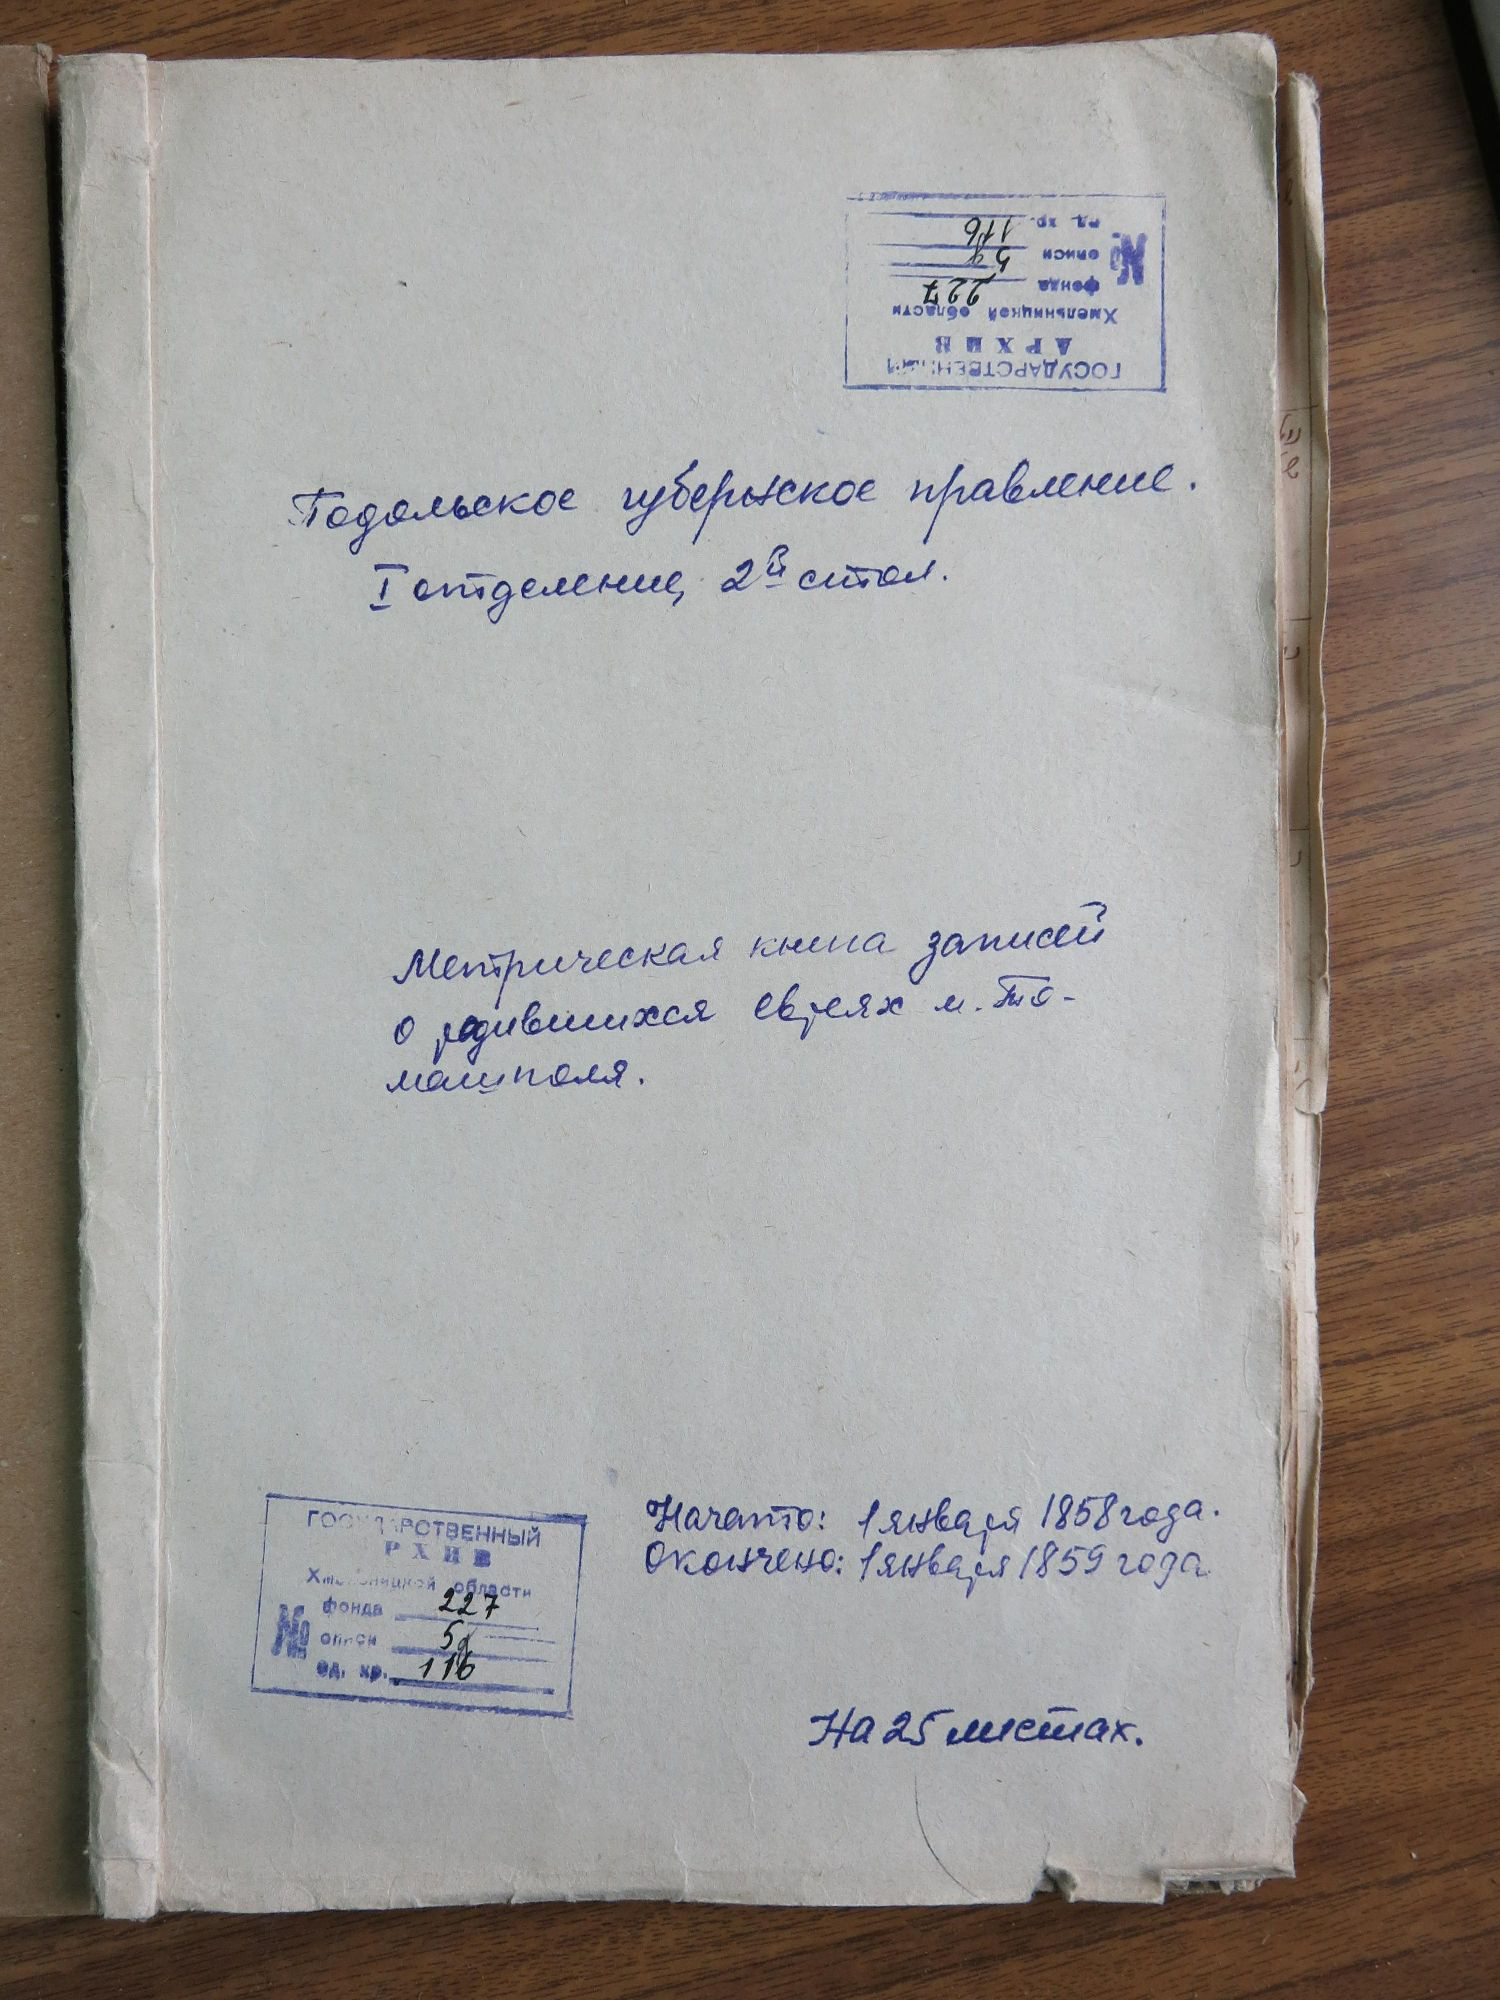 ГОСУДАРСТВЕННЫЙ
АРХИВ
Хмельницкой области
№
фонда 227
описи 5д
ед. хр. 116
Подольское губернское правление.
I отделение, 2й стол.
Метрическая книга записей
о родившихся евреях м. То-
машполя.
Начато: 1 января 1858 года.
Окончено: 1 января 1859 года
ГОСУДАРСТВЕННЫЙ
РХИВ
Хмельницкой области
№
фонда 227
описи 5д
ед. хр. 116
На 25 листах.